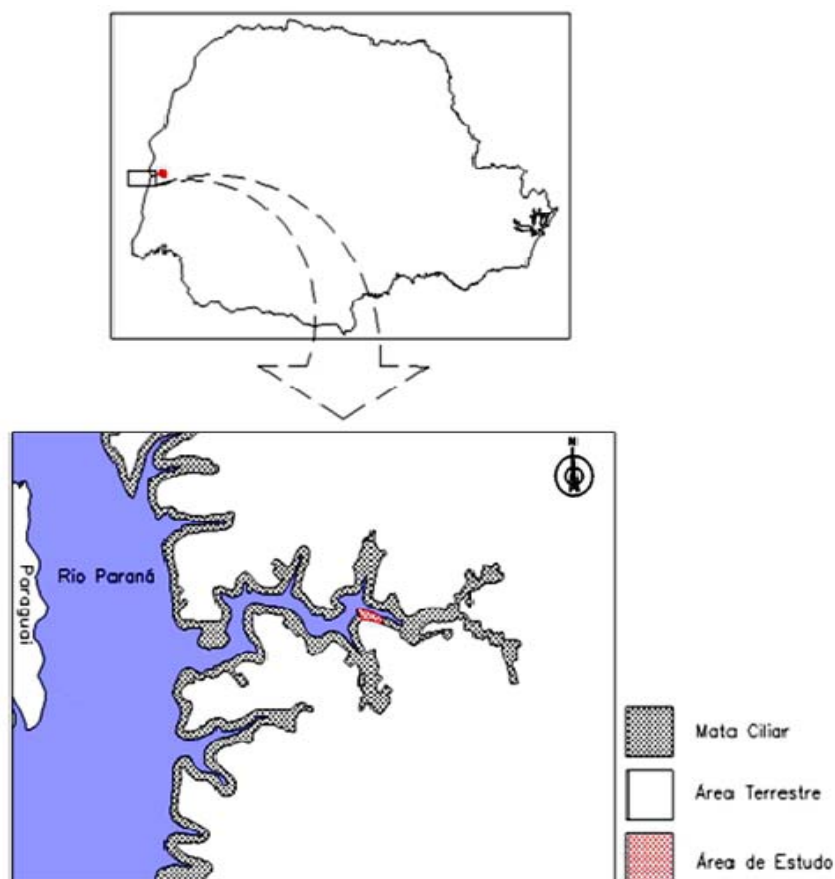 N
Rio Paraná
Paraguai
Mata Ciliar
Área Terrestre
Área de Estudo